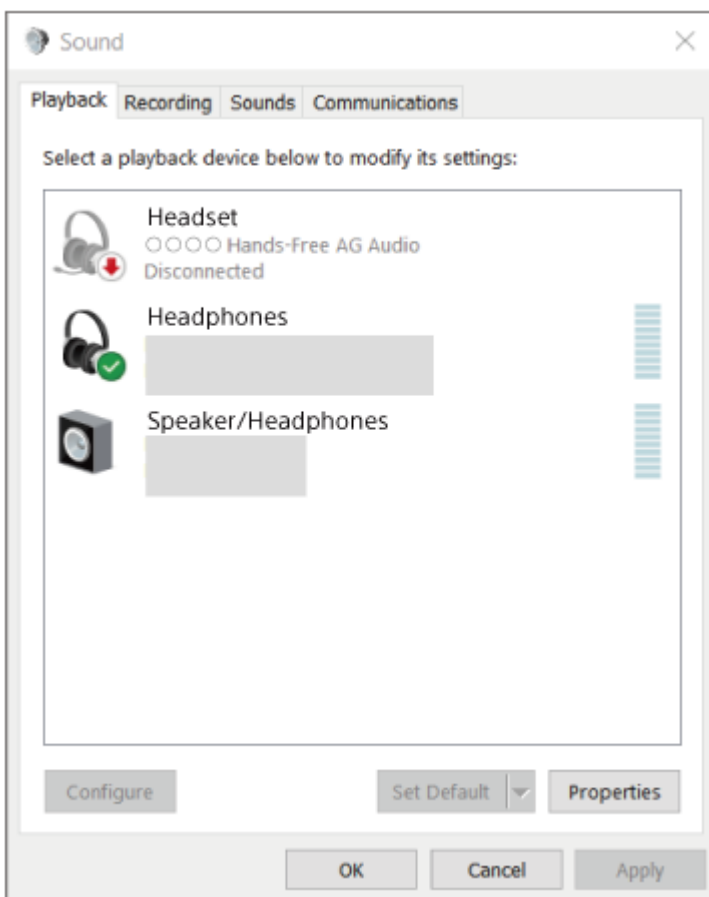 Sound
Playback Recording Sounds Communications
Select a playback device below to modify its settings:
Headset
○○○○ Hands-Free AG Audio
Disconnected
Headphones
Speaker/Headphones
Configure Set Default Properties
OK Cancel Apply